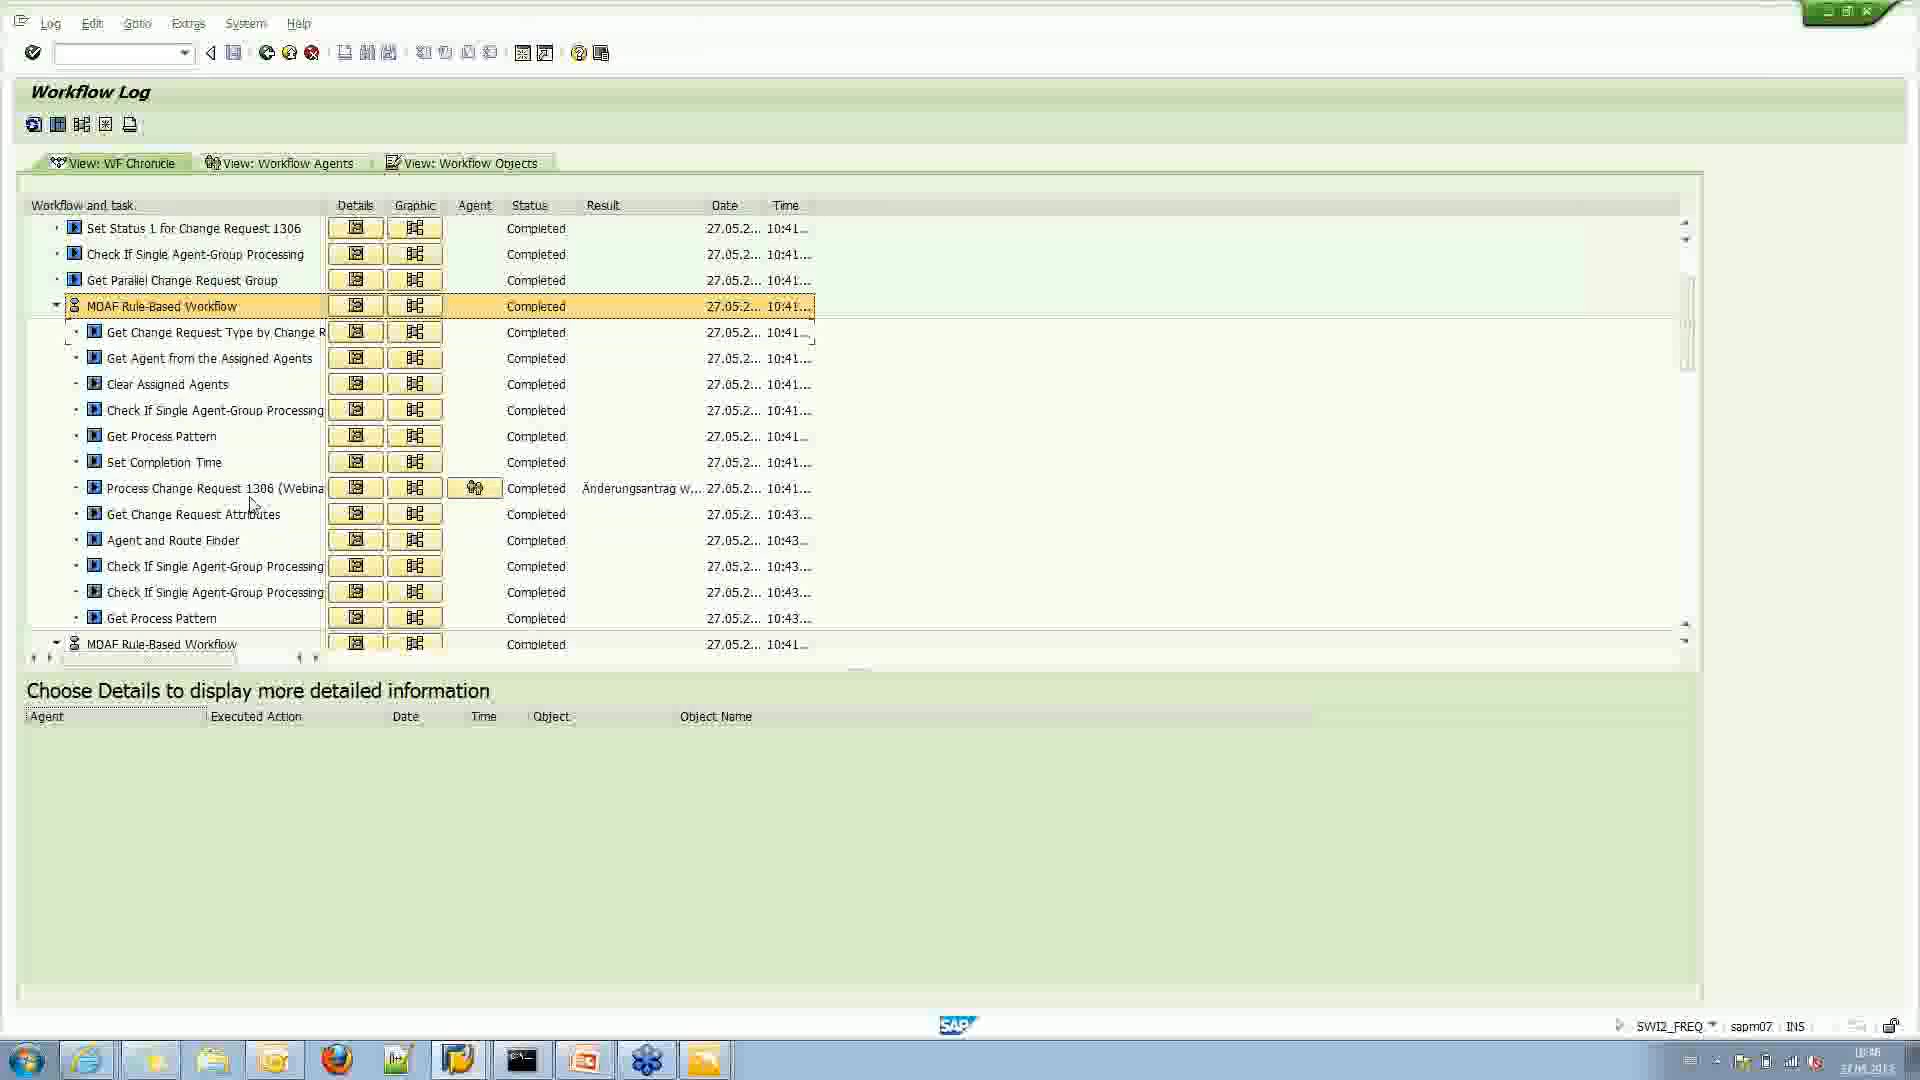 Log Edit Goto Extras System Help
Workflow Log
View: WF Chronicle View: Workflow Agents View: Workflow Objects
Workflow and task. Details Graphic Agent Status Result Date Time
Set Status 1 for Change Request 1306 Completed 27.05.2... 10:41...
Check If Single Agent-Group Processing Completed 27.05.2... 10:41...
Get Parallel Change Request Group Completed 27.05.2... 10:41...
MDAF Rule-Based Workflow Completed 27.05.2... 10:41...
Get Change Request Type by Change R Completed 27.05.2... 10:41...
Get Agent from the Assigned Agents Completed 27.05.2... 10:41...
Clear Assigned Agents Completed 27.05.2... 10:41...
Check If Single Agent-Group Processing Completed 27.05.2... 10:41...
Get Process Pattern Completed 27.05.2... 10:41...
Set Completion Time Completed 27.05.2... 10:41...
Process Change Request 1306 (Webina Completed Änderungsantrag w... 27.05.2... 10:41...
Get Change Request Attributes Completed 27.05.2... 10:43...
Agent and Route Finder Completed 27.05.2... 10:43...
Check If Single Agent-Group Processing Completed 27.05.2... 10:43...
Check If Single Agent-Group Processing Completed 27.05.2... 10:43...
Get Process Pattern Completed 27.05.2... 10:43...
MDAF Rule-Based Workflow Completed 27.05.2... 10:41...
Choose Details to display more detailed information
Agent Executed Action Date Time Object Object Name
SAP SWI2_FREQ sapm07 INS